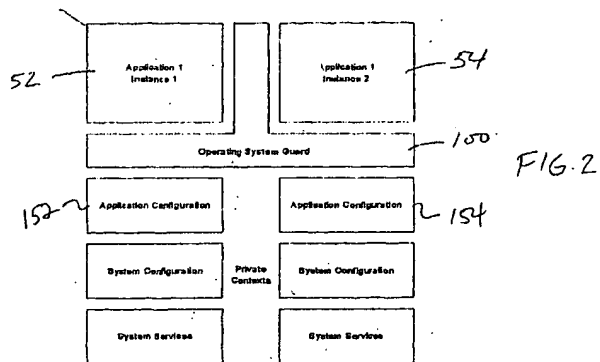 Application 1
Instance 1
Application 1
Instance 2
52
54
Operating System Guard
100
FIG.2
152
Application Configuration
Application Configuration
154
System Configuration
Private
Contexts
System Configuration
System Services
System Services